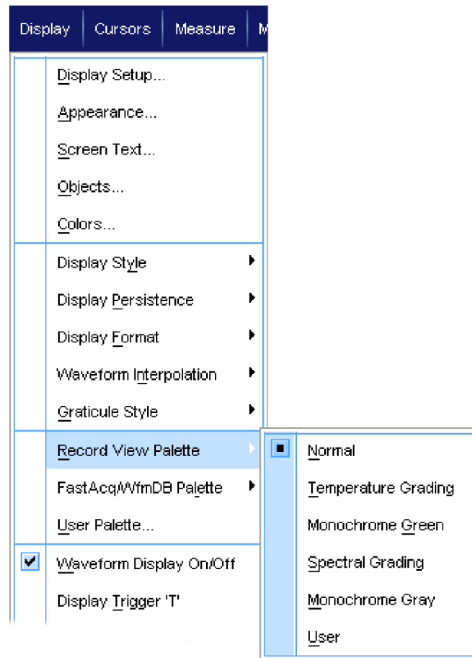 Display Cursors Measure
Display Setup...
Appearance...
Screen Text...
Objects...
Colors...
Display Style
Display Persistence
Display Format
Waveform Interpolation
Graticule Style
Record View Palette
Normal
FastAcq/WfmDB Palette
Temperature Grading
User Palette...
Monochrome Green
Waveform Display On/Off
Spectral Grading
Display Trigger 'T'
Monochrome Gray
User